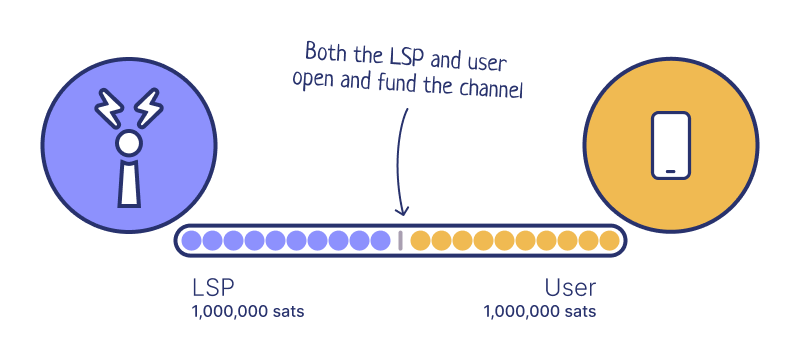 Both the LSP and user
open and fund the channel
LSP
1,000,000 sats
User
1,000,000 sats